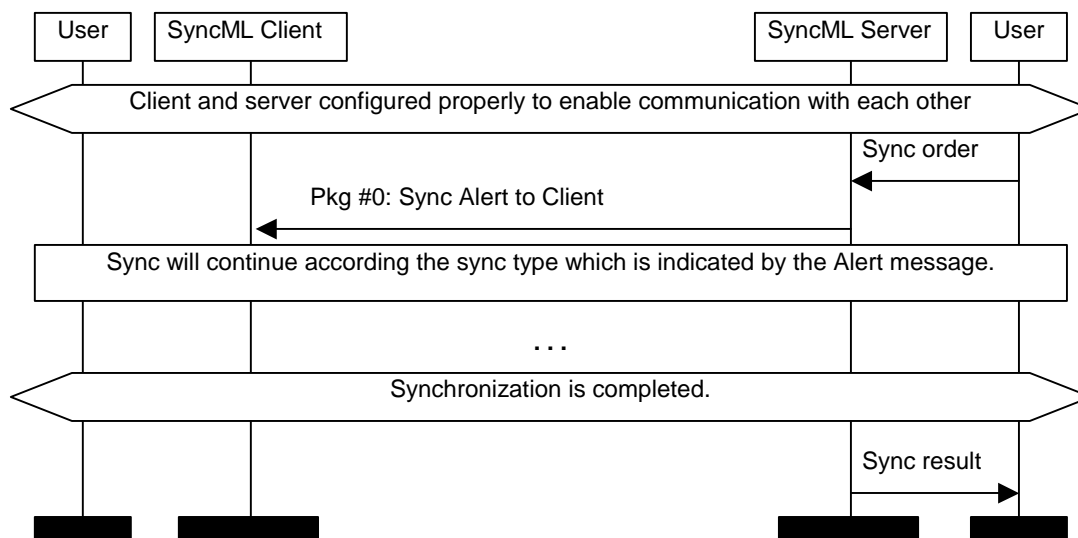 User
SyncML Client
SyncML Server
User
Client and server configured properly to enable communication with each other
Sync order
Pkg #0: Sync Alert to Client
Sync will continue according the sync type which is indicated by the Alert message.
...
Synchronization is completed.
Sync result